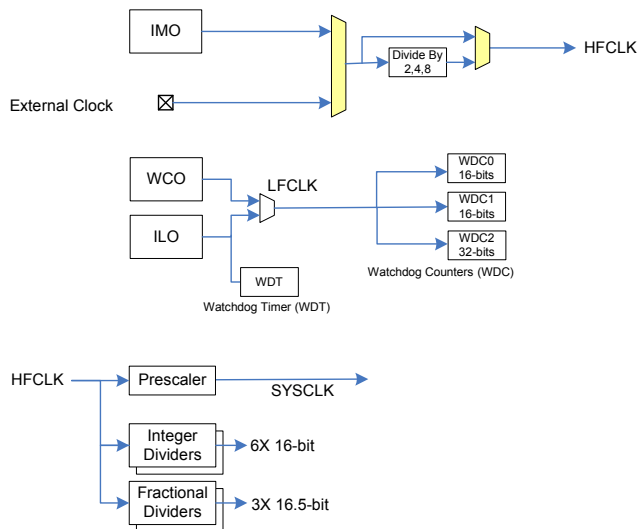 IMO
External Clock
Divide By
2,4,8
HFCLK
WCO
ILO
LFCLK
WDT
Watchdog Timer (WDT)
WDC0
16-bits
WDC1
16-bits
WDC2
32-bits
Watchdog Counters (WDC)
HFCLK
Prescaler
SYSCLK
Integer
Dividers
6X 16-bit
Fractional
Dividers
3X 16.5-bit